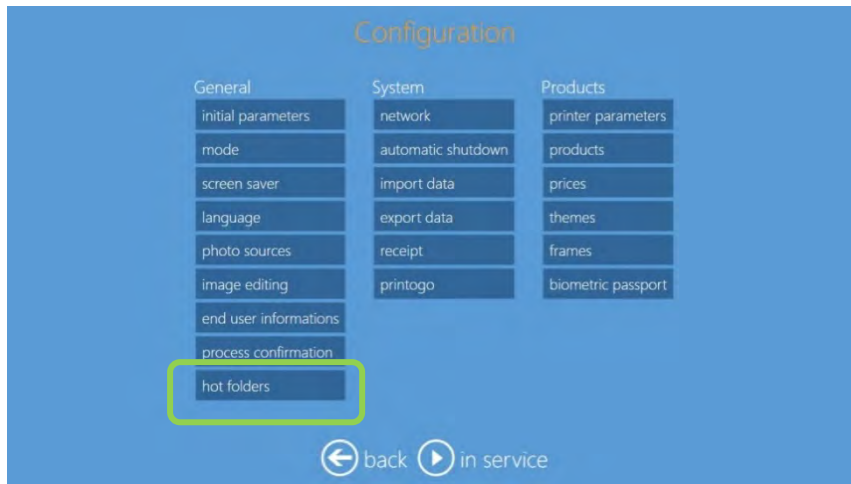 Configuration
General
initial parameters
mode
screen saver
language
photo sources
image editing
end user informations
process confirmation
hot folders
System
network
automatic shutdown
import data
export data
receipt
printogo
Products
printer parameters
products
prices
themes
frames
biometric passport
back
in service